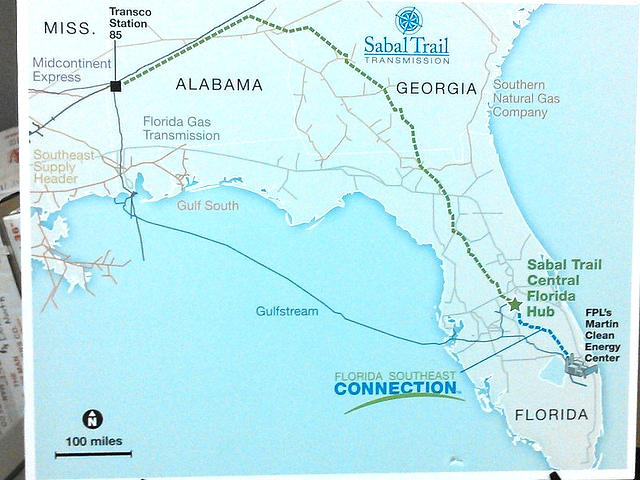 MISS.
Transco
Station
85
Sabal Trail
TRANSMISSION
Midcontinent
Express
ALABAMA
GEORGIA
Southern
Natural Gas
Company
Florida Gas
Transmission
Southeast
Supply
Header
Gulf South
Sabal Trail
Central
Florida
Hub
Gulfstream
FPL's
Martin
Clean
Energy
Center
FLORIDA SOUTHEAST
CONNECTION
FLORIDA
N
100 miles